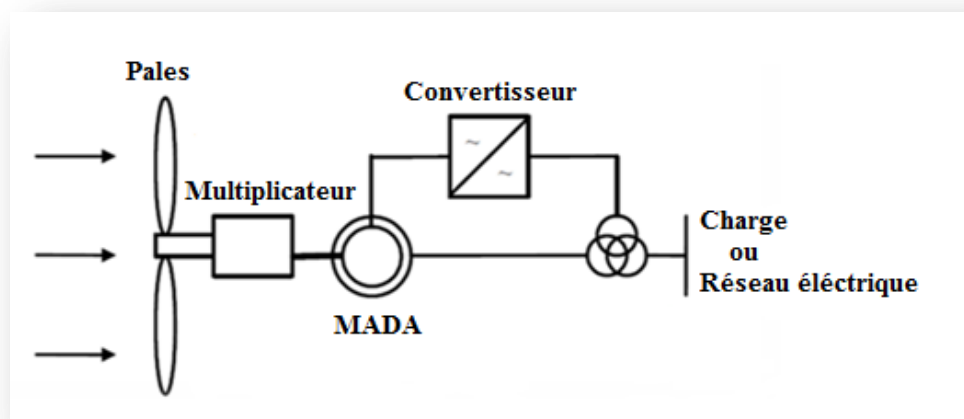 Pales
Convertisseur
~
~
Multiplicateur
Charge
ou
Réseau éléctrique
MADA